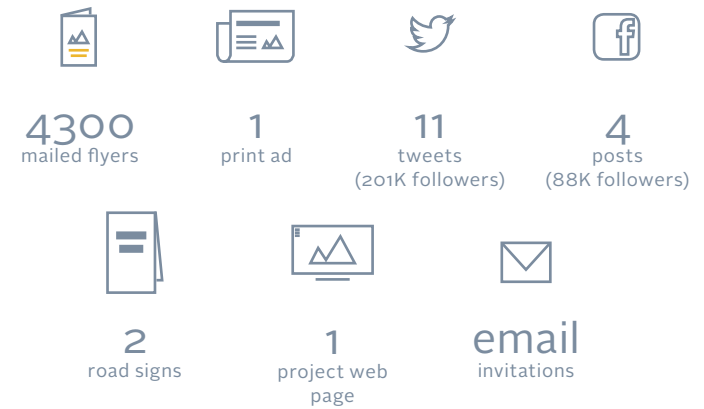 4300
mailed flyers
1
print ad
11
tweets
(201K followers)
4
posts
(88K followers)
2
road signs
1
project web
page
email
invitations